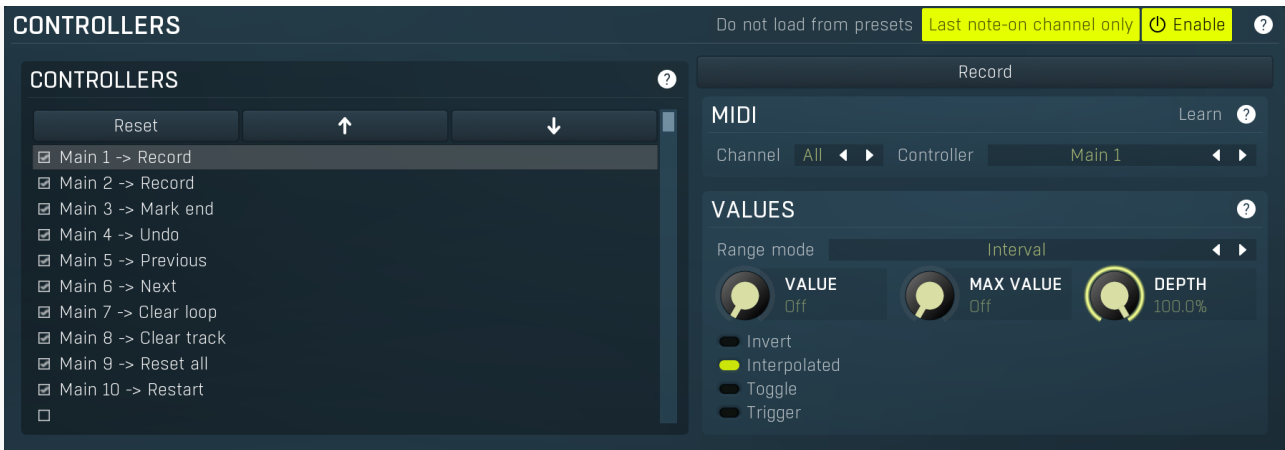 CONTROLLERS
Do not load from presets Last note-on channel only Enable ?
CONTROLLERS ?
Reset
Main 1 -> Record
Main 2 -> Record
Main 3 -> Mark end
Main 4 -> Undo
Main 5 -> Previous
Main 6 -> Next
Main 7 -> Clear loop
Main 8 -> Clear track
Main 9 -> Reset all
Main 10 -> Restart
Record
MIDI Learn ?
Channel All Controller Main 1
VALUES ?
Range mode Interval
VALUE MAX VALUE DEPTH
Off Off 100.0%
Invert
Interpolated
Toggle
Trigger